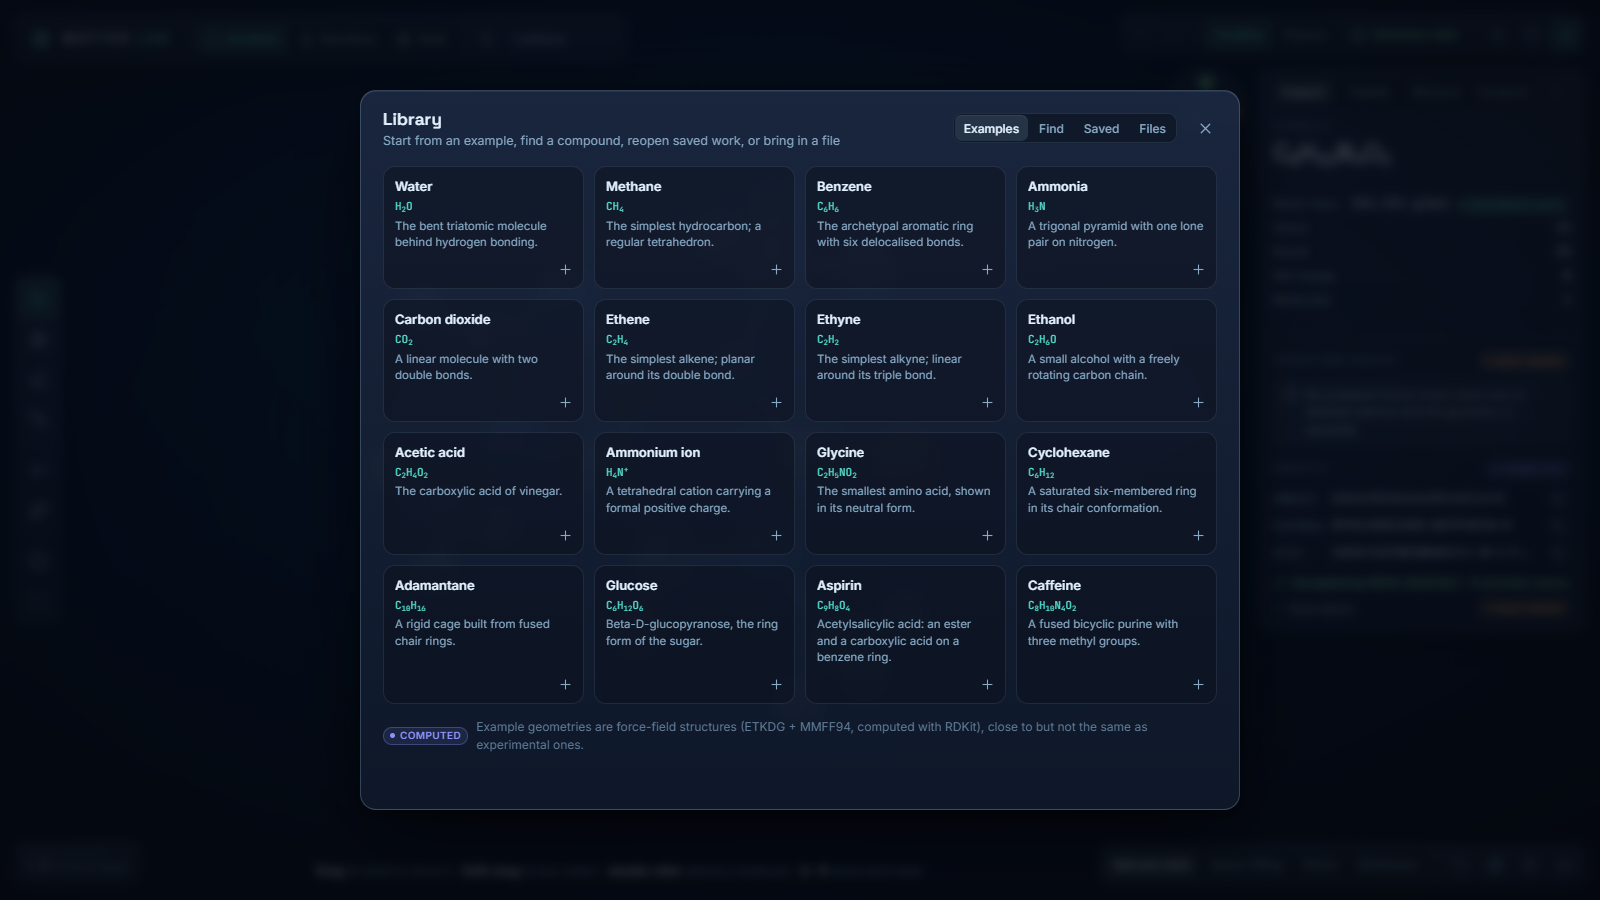 Library
Start from an example, find a compound, reopen saved work, or bring in a file
Examples Find Saved Files
Water
H₂O
The bent triatomic molecule
behind hydrogen bonding.
Methane
CH₄
The simplest hydrocarbon; a
regular tetrahedron.
Benzene
C₆H₆
The archetypal aromatic ring
with six delocalised bonds.
Ammonia
H₃N
A trigonal pyramid with one lone
pair on nitrogen.
Carbon dioxide
CO₂
A linear molecule with two
double bonds.
Ethene
C₂H₄
The simplest alkene; planar
around its double bond.
Ethyne
C₂H₂
The simplest alkyne; linear
around its triple bond.
Ethanol
C₂H₆O
A small alcohol with a freely
rotating carbon chain.
Acetic acid
C₂H₄O₂
The carboxylic acid of vinegar.
Ammonium ion
H₄N⁺
A tetrahedral cation carrying a
formal positive charge.
Glycine
C₂H₅NO₂
The smallest amino acid, shown
in its neutral form.
Cyclohexane
C₆H₁₂
A saturated six-membered ring
in its chair conformation.
Adamantane
C₁₀H₁₆
A rigid cage built from fused
chair rings.
Glucose
C₆H₁₂O₆
Beta-D-glucopyranose, the ring
form of the sugar.
Aspirin
C₉H₈O₄
Acetylsalicylic acid: an ester
and a carboxylic acid on a
benzene ring.
Caffeine
C₈H₁₀N₄O₂
A fused bicyclic purine with
three methyl groups.
COMPUTED
Example geometries are force-field structures (ETKDG + MMFF94, computed with RDKit), close to but not the same as
experimental ones.